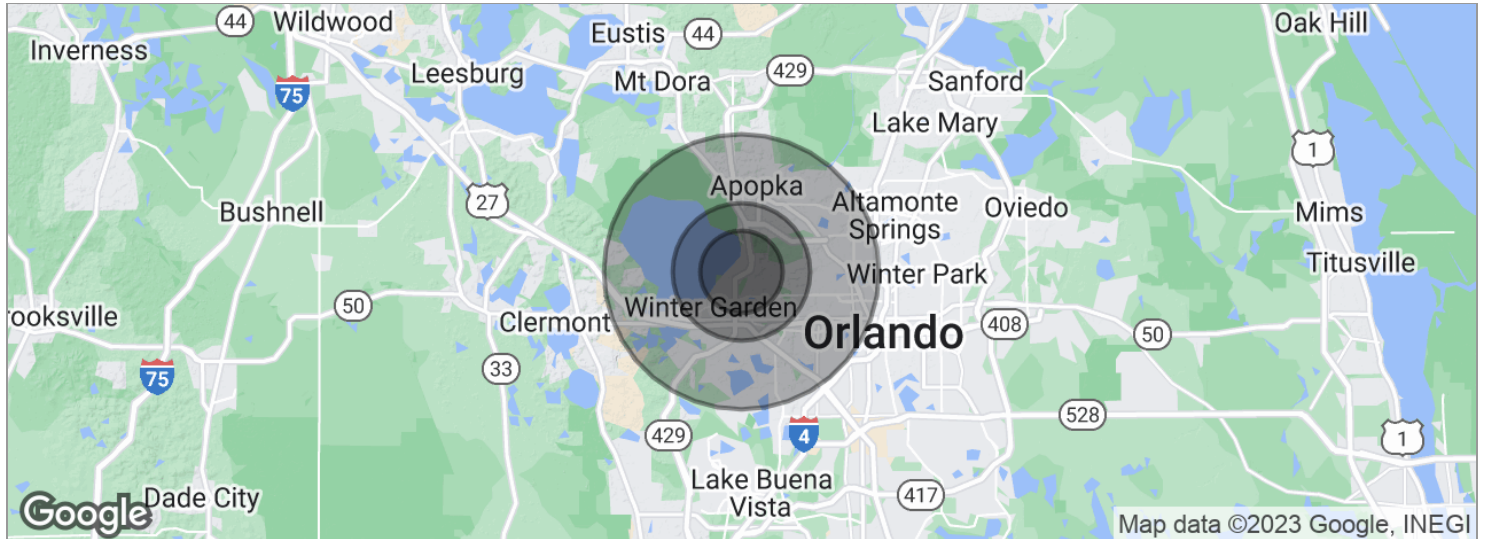 44
Wildwood
Oak Hill
Inverness
Eustis
44
Leesburg
Mt Dora
429
Sanford
75
Lake Mary
1
Apopka
27
Altamonte
Springs
Oviedo
Bushnell
Mims
Winter Park
Titusville
50
Winter Garden
rooksville
Clermont
Orlando
408
50
33
75
528
429
4
1
Lake Buena
Vista
417
Dade City
Google
Map data ©2023 Google, INEGI